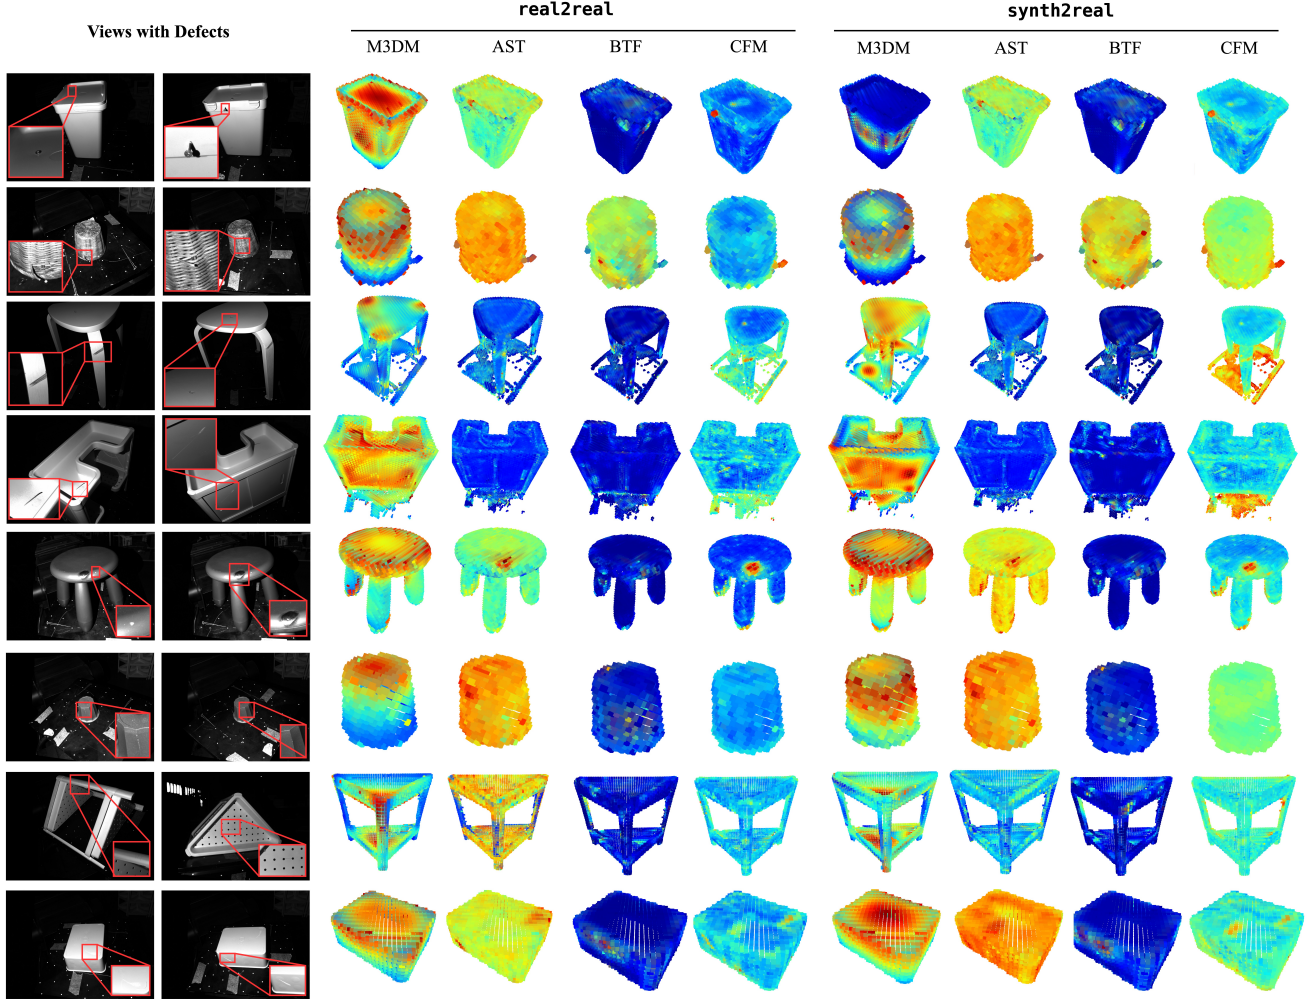 real2real
synth2real
Views with Defects
M3DM
AST
BTF
CFM
M3DM
AST
BTF
CFM